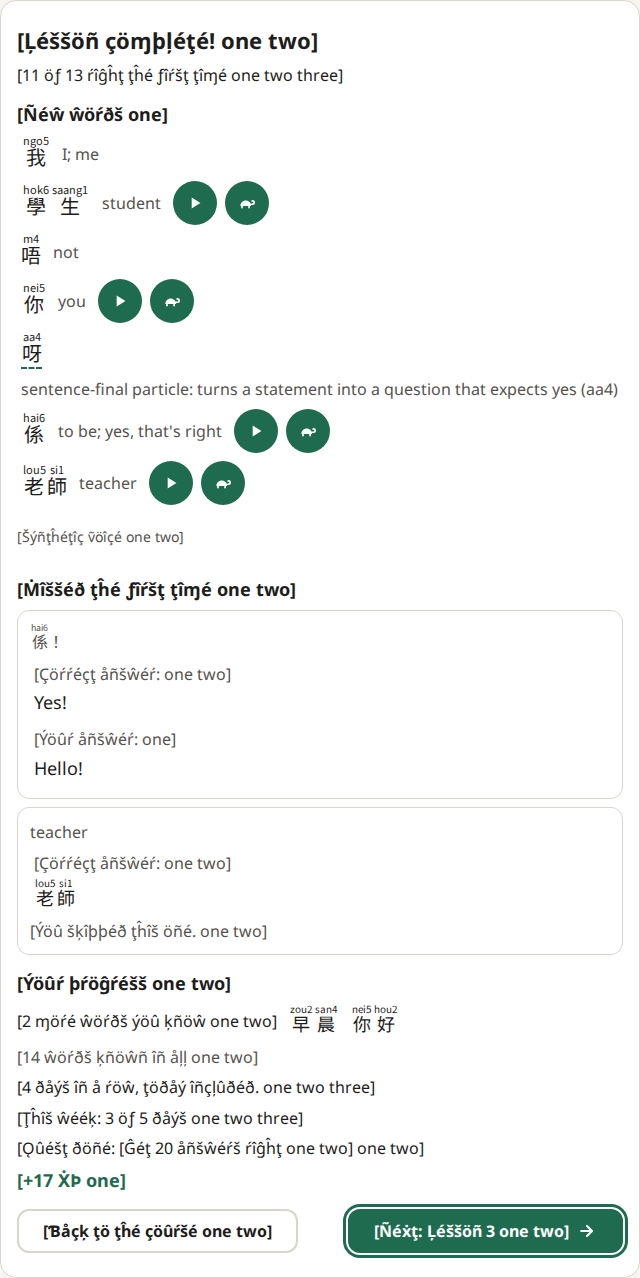 [Ļéššöñ çöɱþļéţé! one two]
[11 öƒ 13 ŕîĝĥţ ţĥé ƒîŕšţ ţîɱé one two three]
[Ñéŵ ŵöŕðš one]
ngo5
我 I; me
hok6 saang1
學生 student
m4
唔 not
nei5
你 you
aa4
呀
sentence-final particle: turns a statement into a question that expects yes (aa4)
hai6
係 to be; yes, that's right
lou5 si1
老師 teacher
[Šýñţĥéţîç ṽöîçé one two]
[Ṁîššéð ţĥé ƒîŕšţ ţîɱé one two]
hai6
係！
[Çöŕŕéçţ åñšŵéŕ: one two]
Yes!
[Ýöûŕ åñšŵéŕ: one]
Hello!
teacher
[Çöŕŕéçţ åñšŵéŕ: one two]
lou5 si1
老師
[Ýöû šķîþþéð ţĥîš öñé. one two]
[Ýöûŕ þŕöĝŕéšš one two]
zou2 san4 nei5 hou2
[2 ɱöŕé ŵöŕðš ýöû ķñöŵ one two] 早晨 你好
[14 ŵöŕðš ķñöŵñ îñ åļļ one two]
[4 ðåýš îñ å ŕöŵ, ţöðåý îñçļûðéð. one two three]
[Ţĥîš ŵééķ: 3 öƒ 5 ðåýš one two three]
[Ǫûéšţ ðöñé: [Ĝéţ 20 åñšŵéŕš ŕîĝĥţ one two] one two]
[+17 ẊÞ one]
[Ɓåçķ ţö ţĥé çöûŕšé one two]
[Ñéẋţ: Ļéššöñ 3 one two] →